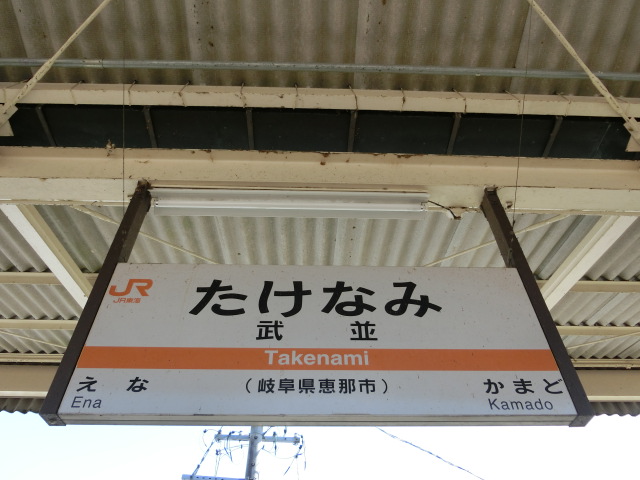 JR
JR東海
たけなみ
武並
Takenami
えな (岐阜県恵那市) かまど
Ena Kamado